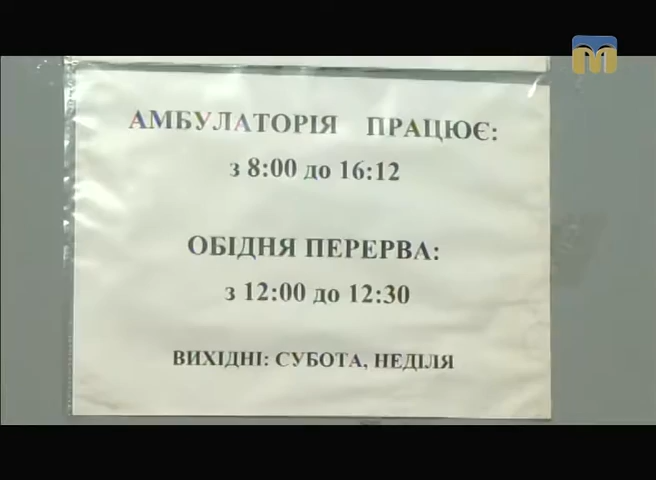 АМБУЛАТОРІЯ ПРАЦЮЄ:
з 8:00 до 16:12
ОБІДНЯ ПЕРЕРВА:
з 12:00 до 12:30
ВИХІДНІ: СУБОТА, НЕДІЛЯ